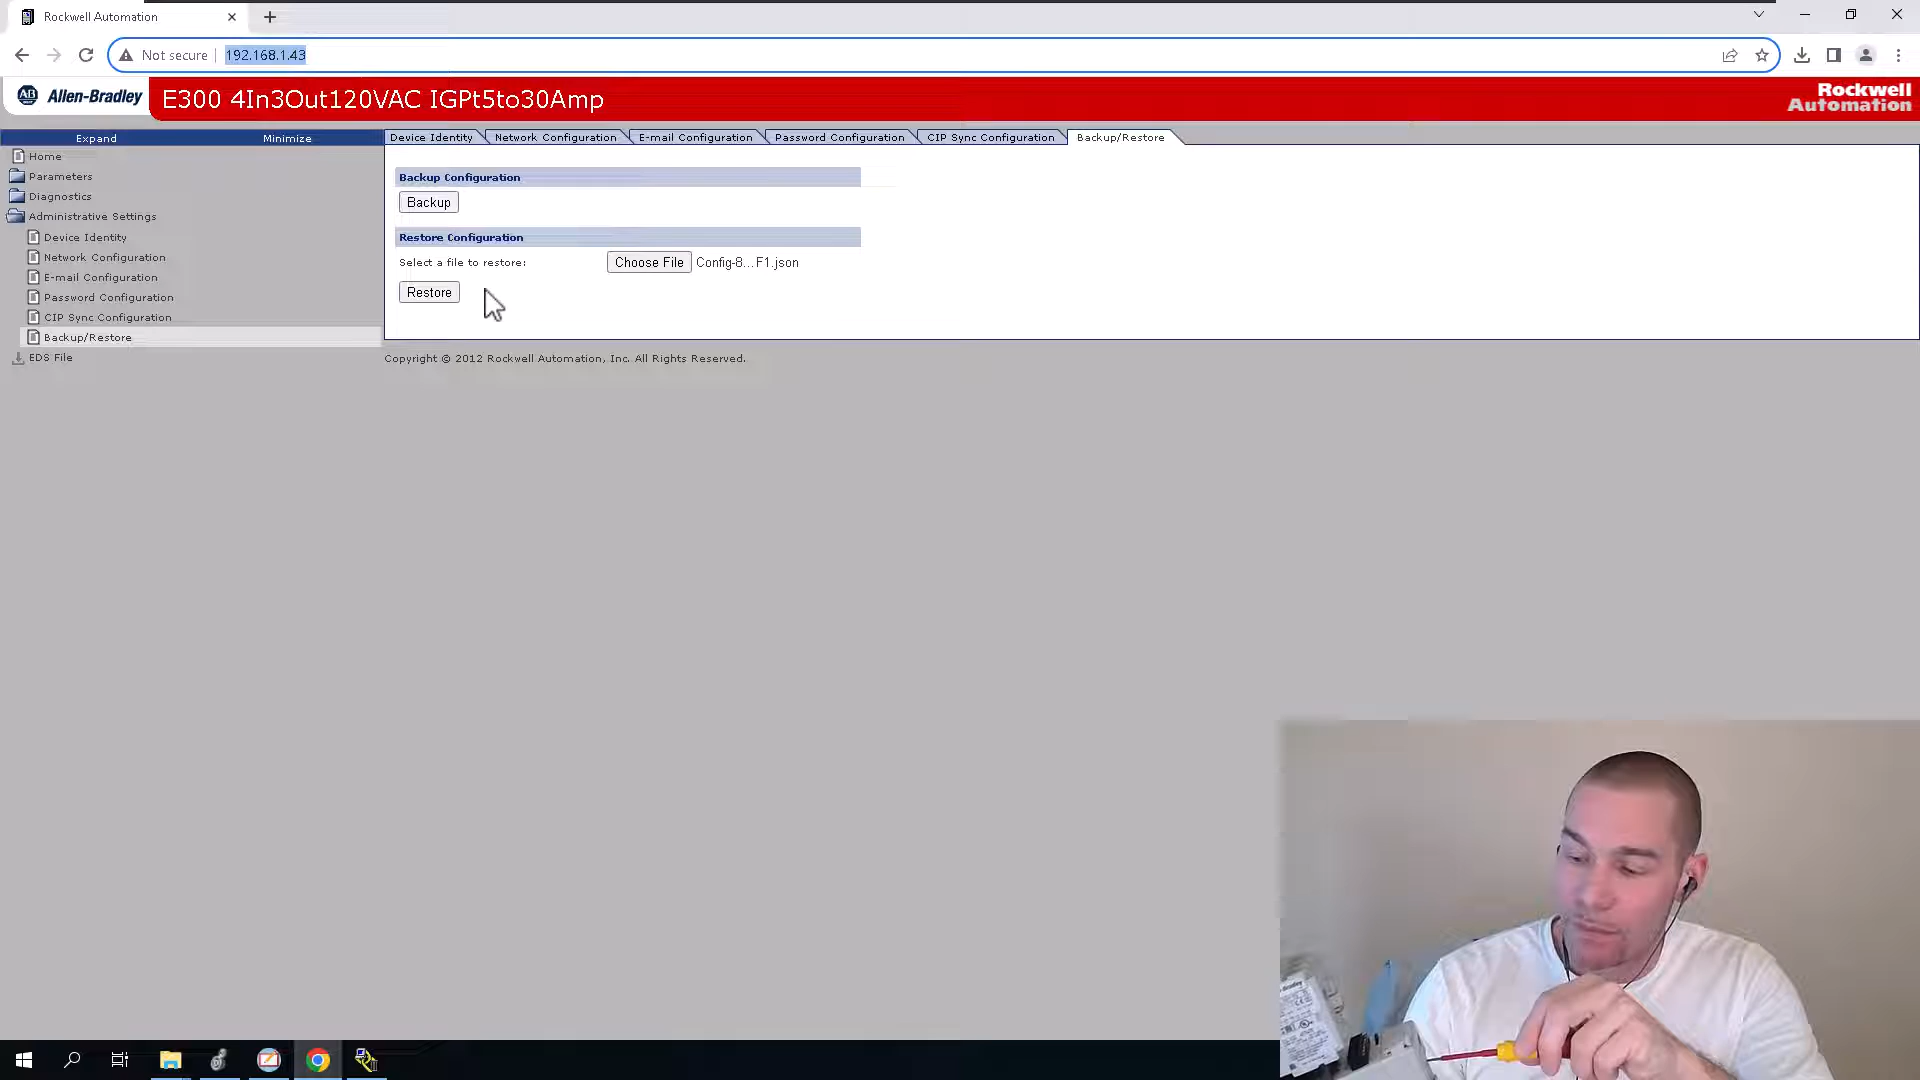 Rockwell Automation
Not secure
192.168.1.43
AB Allen-Bradley
E300 4In3Out120VAC IGPt5to30Amp
Rockwell
Automation
Expand
Minimize
Device Identity
Network Configuration
E-mail Configuration
Password Configuration
CIP Sync Configuration
Backup/Restore
Home
Parameters
Diagnostics
Administrative Settings
Device Identity
Network Configuration
E-mail Configuration
Password Configuration
CIP Sync Configuration
Backup/Restore
EDS File
Backup Configuration
Backup
Restore Configuration
Select a file to restore:
Choose File
Config-8...F1.json
Restore
Copyright © 2012 Rockwell Automation, Inc. All Rights Reserved.